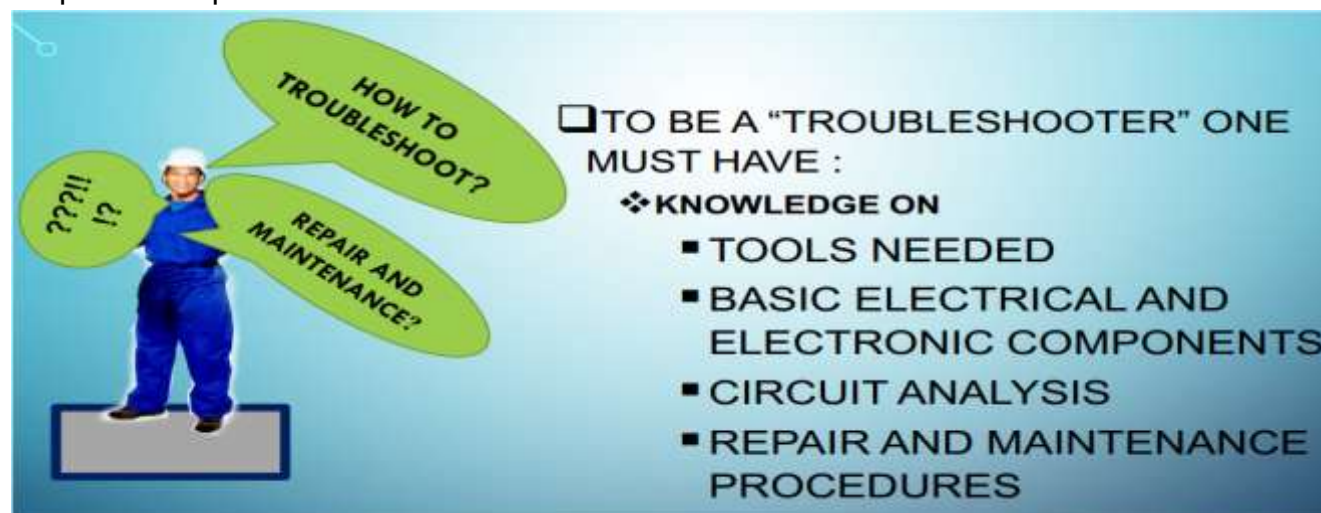 HOW TO
TROUBLESHOOT?
???!!
!?
REPAIR AND
MAINTENANCE?
❑TO BE A “TROUBLESHOOTER” ONE
MUST HAVE :
❖KNOWLEDGE ON
▪TOOLS NEEDED
▪BASIC ELECTRICAL AND
ELECTRONIC COMPONENTS
▪CIRCUIT ANALYSIS
▪REPAIR AND MAINTENANCE
PROCEDURES